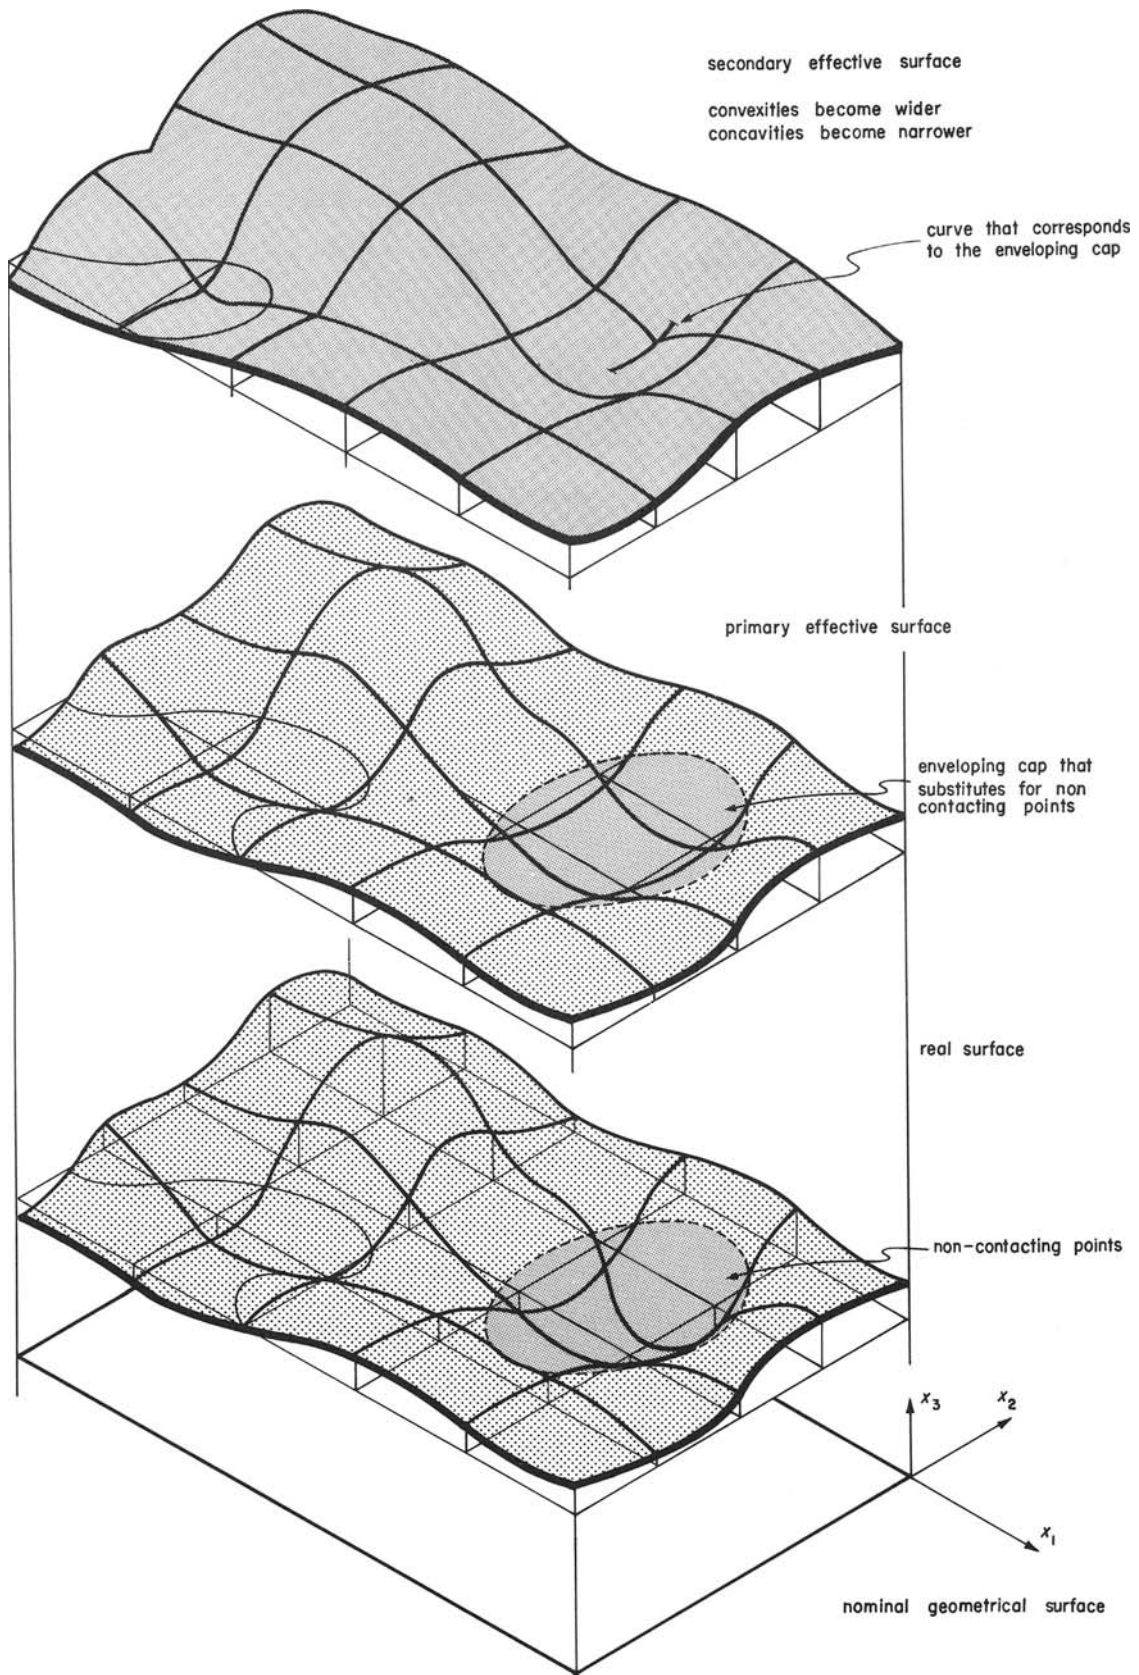 secondary effective surface
convexities become wider
concavities become narrower
curve that corresponds
to the enveloping cap
primary effective surface
enveloping cap that
substitutes for non
contacting points
real surface
non-contacting points
x3
x2
x1
nominal geometrical surface